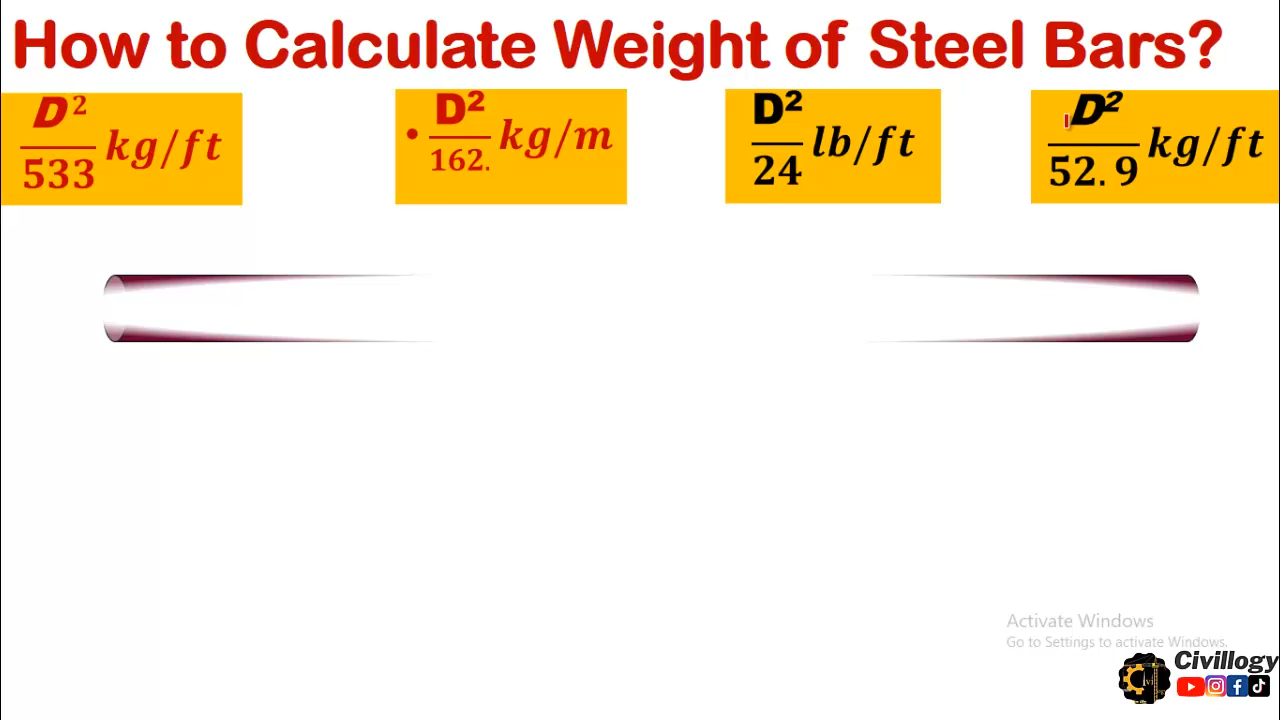 How to Calculate Weight of Steel Bars?
D²/533 kg/ft
• D²/162. kg/m
D²/24 lb/ft
D²/52.9 kg/ft
Activate Windows
Go to Settings to activate Windows.
Civillogy